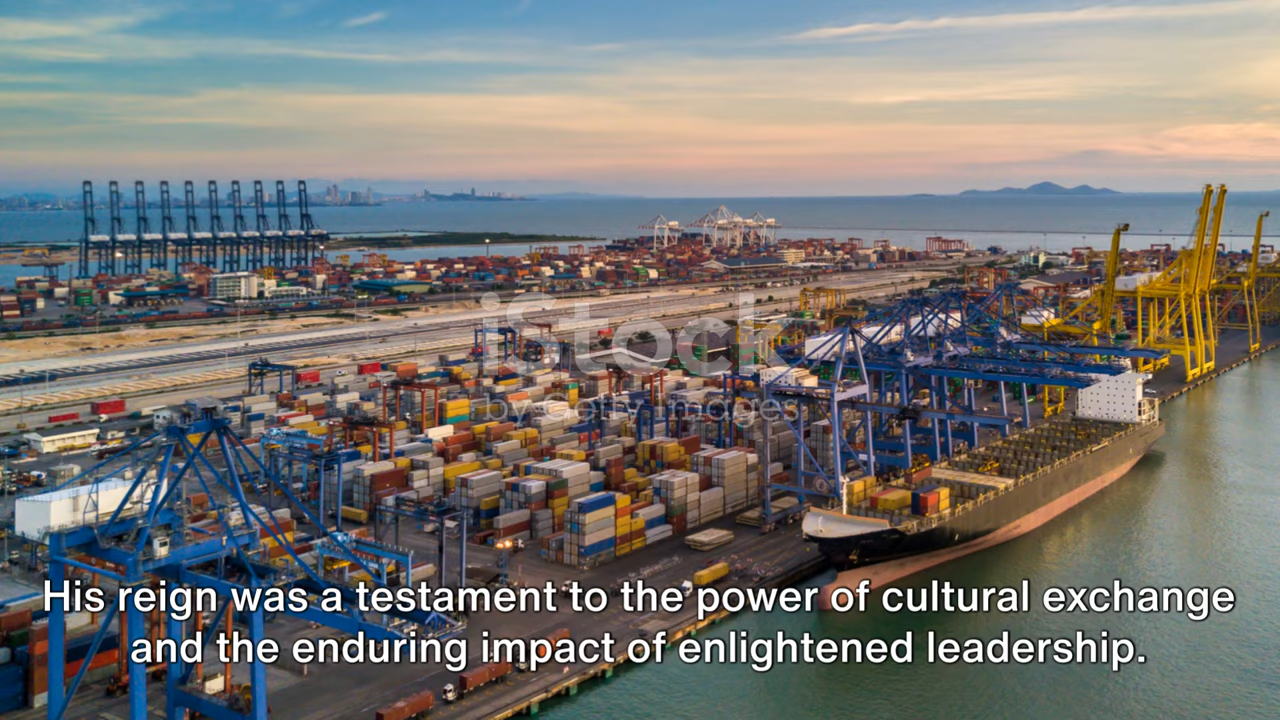 iStock
by Getty Images
His reign was a testament to the power of cultural exchange
and the enduring impact of enlightened leadership.